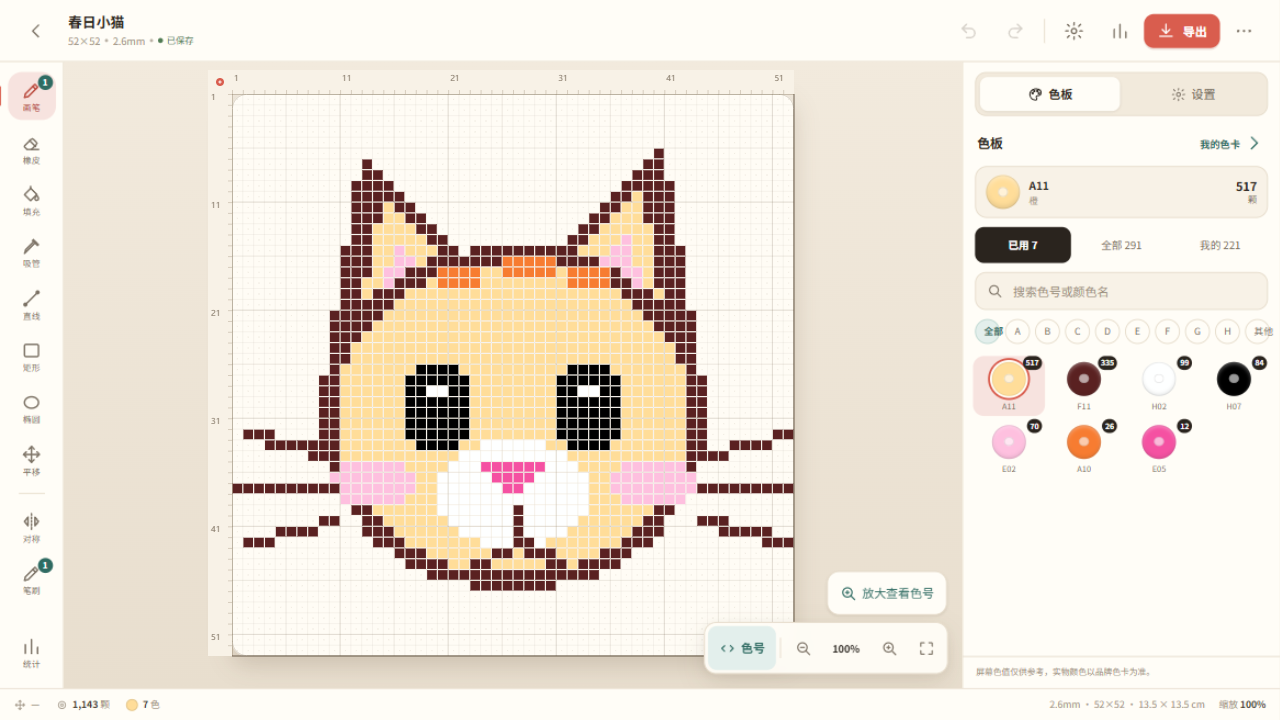 春日小猫
52×52 • 2.6mm • 已保存
导出
1
画笔
橡皮
填充
吸管
直线
矩形
椭圆
平移
对称
1
笔刷
统计
1 11 21 31 41 51
1
11
21
31
41
51
放大查看色号
色号
100%
色板
设置
色板
我的色卡
A11
橙
517
颗
已用 7
全部 291
我的 221
搜索色号或颜色名
全部 A B C D E F G H 其他
517 335 99 84
A11 F11 H02 H07
70 26 12
E02 A10 E05
屏幕色值仅供参考，实物颜色以品牌色卡为准。
— 1,143 颗 7 色
2.6mm • 52×52 • 13.5 × 13.5 cm 缩放 100%